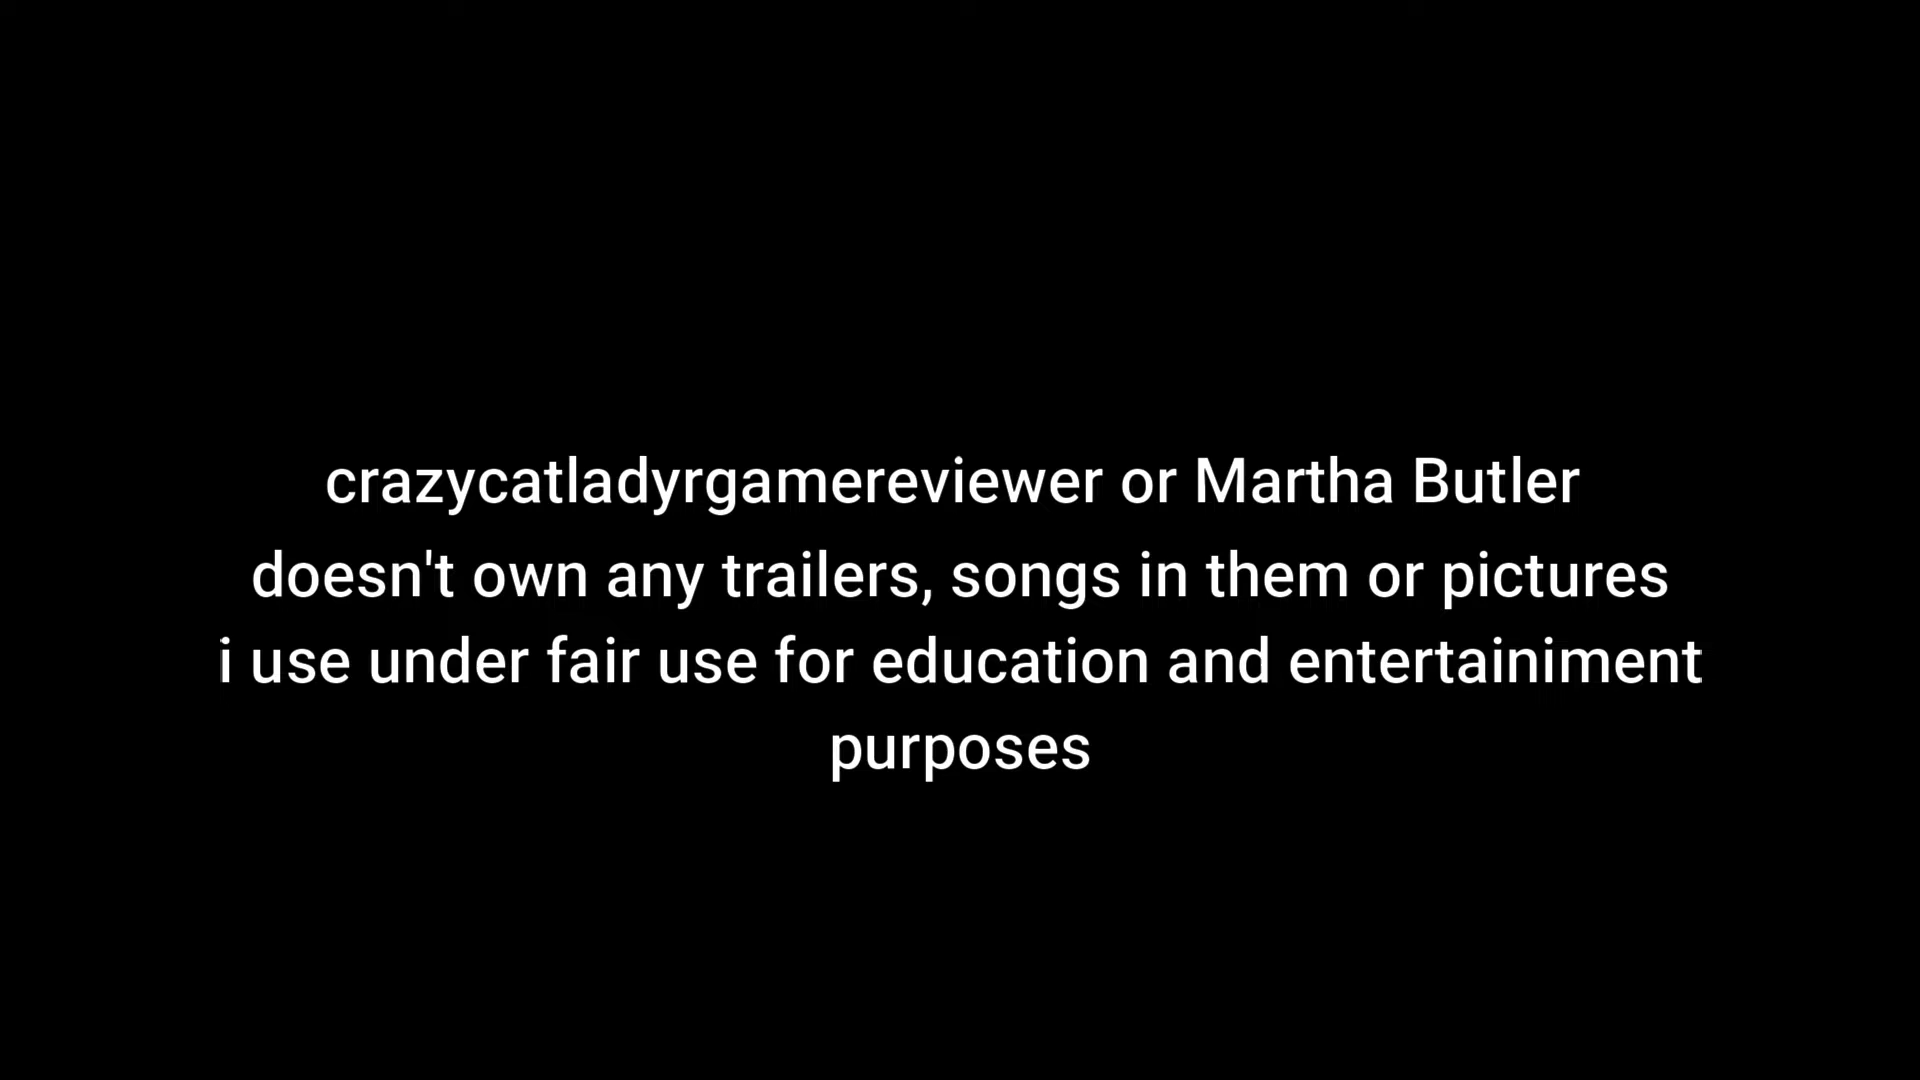 crazycatladyrgamereviewer or Martha Butler
doesn't own any trailers, songs in them or pictures
i use under fair use for education and entertainiment
purposes